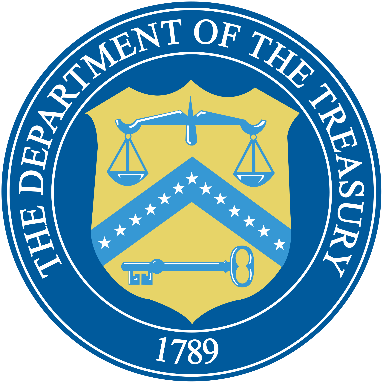 THE DEPARTMENT OF THE TREASURY
1789